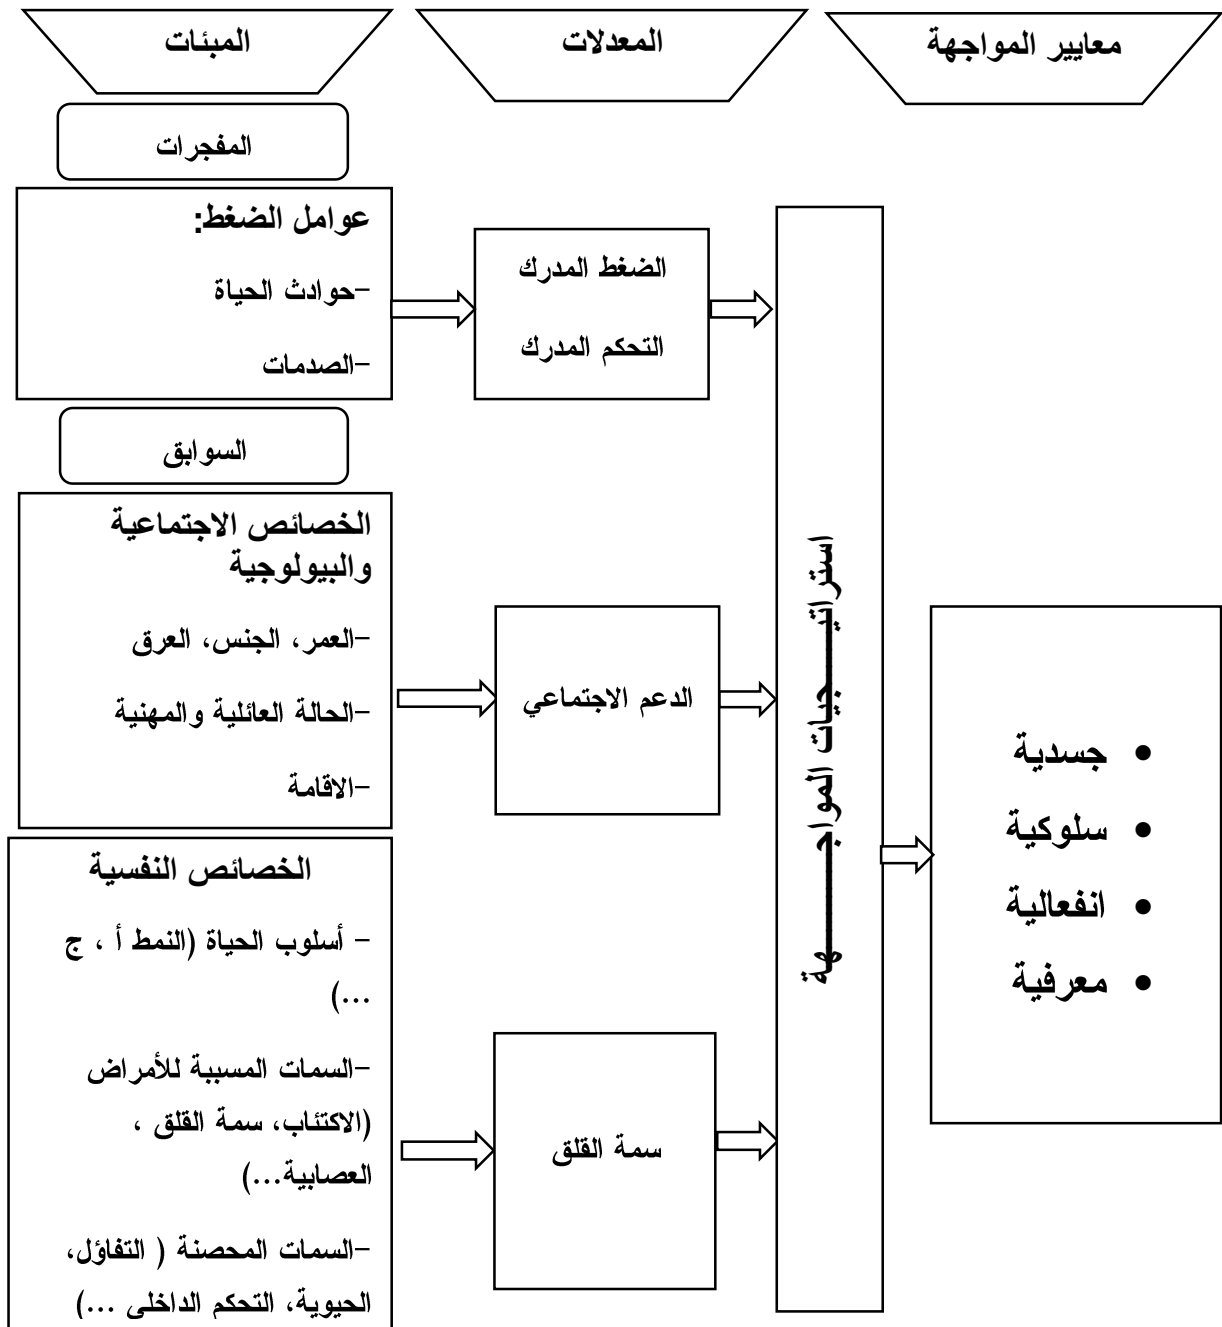 المبئات
المعدلات
معايير المواجهة
المفجرات
عوامل الضغط:
-حوادث الحياة
-الصدمات
الضغط المدرك
التحكم المدرك
السوابق
الخصائص الاجتماعية
والبيولوجية
-العمر، الجنس، العرق
-الحالة العائلية والمهنية
-الاقامة
الدعم الاجتماعي
الخصائص النفسية
- أسلوب الحياة (النمط أ ، ج
...)
-السمات المسببة للأمراض
(الاكتئاب، سمة القلق ،
العصابية...)
-السمات المحصنة ( التفاؤل،
الحيوية، التحكم الداخلي ...)
سمة القلق
استراتيـــــجيات المواجـــــهة
• جسدية
• سلوكية
• انفعالية
• معرفية